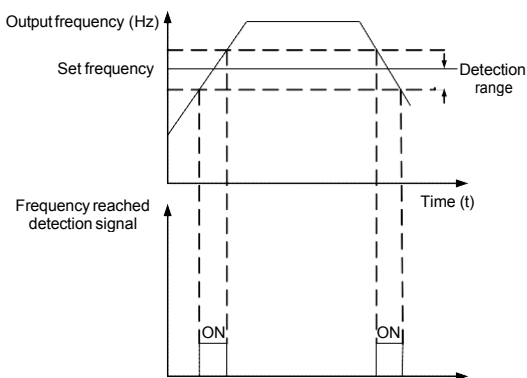 Output frequency (Hz)
Set frequency
Detection
range
Time (t)
Frequency reached
detection signal
ON
ON